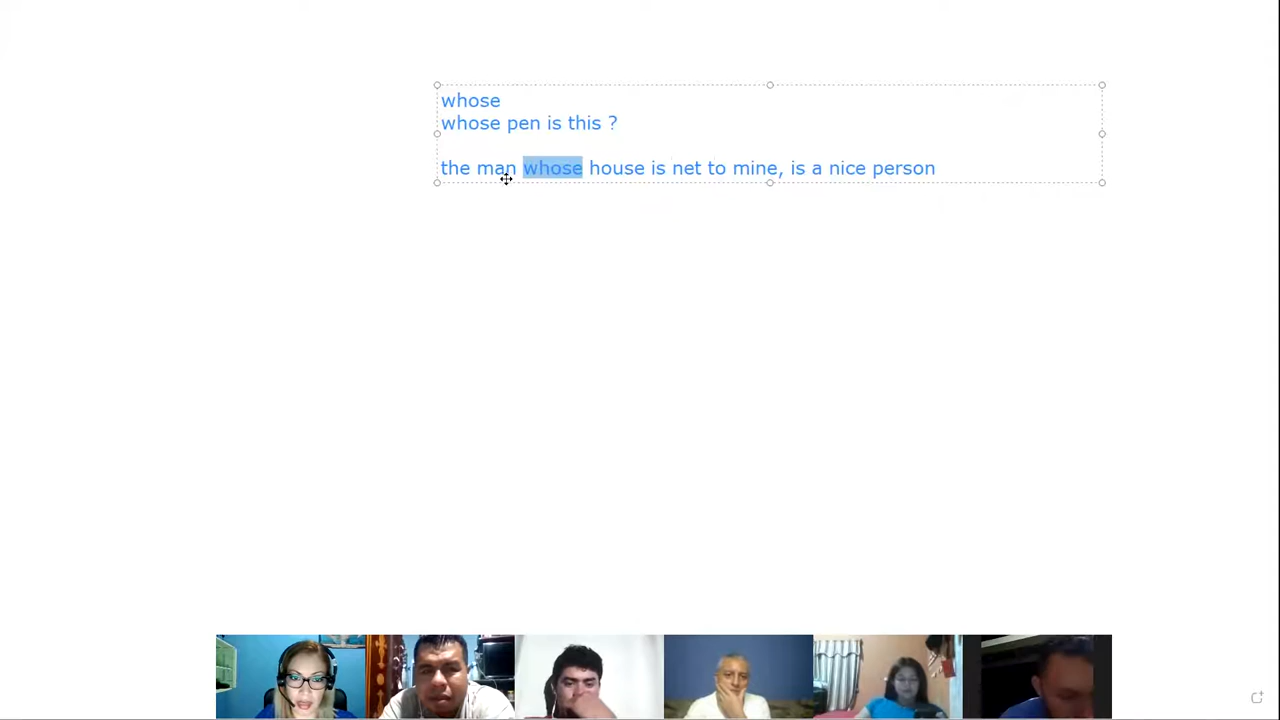 whose
whose pen is this ?
the man whose house is net to mine, is a nice person